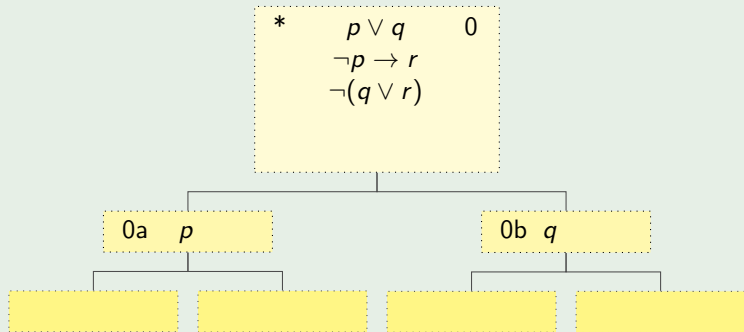 * p ∨ q 0
¬p → r
¬(q ∨ r)
0a p
0b q